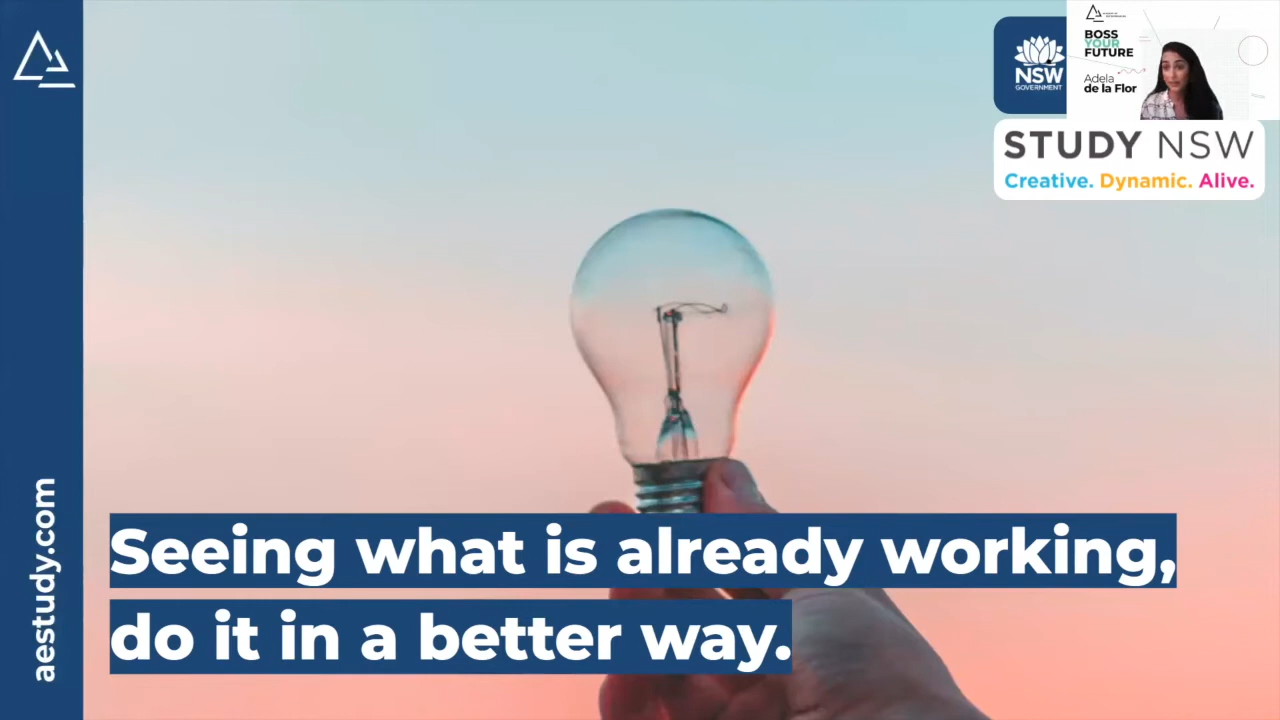 aestudy.com
NSW
GOVERNMENT
BOSS
YOUR
FUTURE
Adela
de la Flor
STUDY NSW
Creative. Dynamic. Alive.
Seeing what is already working,
do it in a better way.